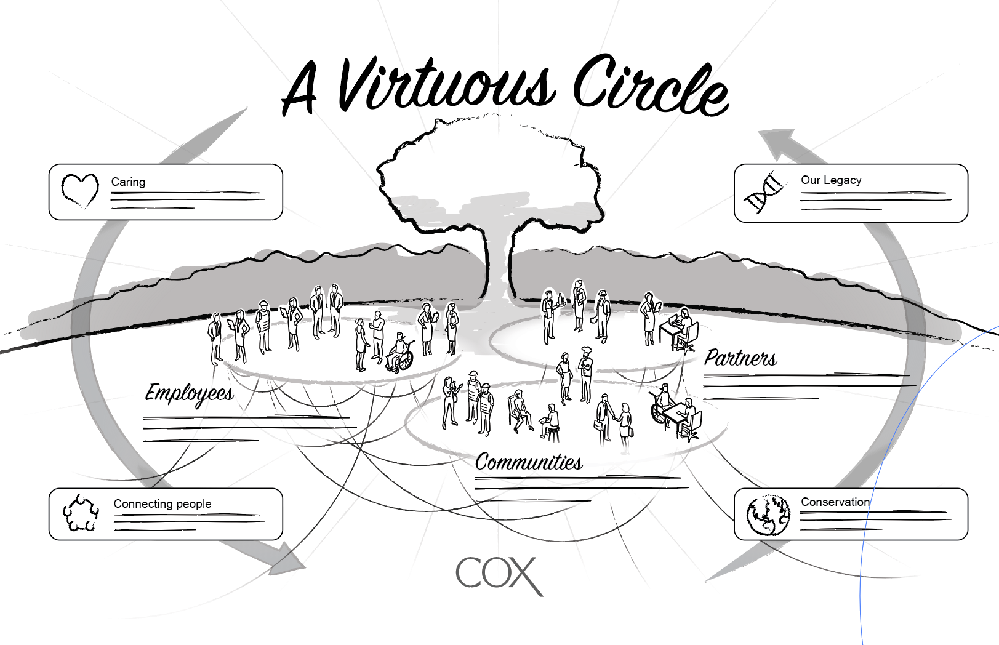 A Virtuous Circle
Caring
Our Legacy
Partners
Employees
Communities
Connecting people
Conservation
COX